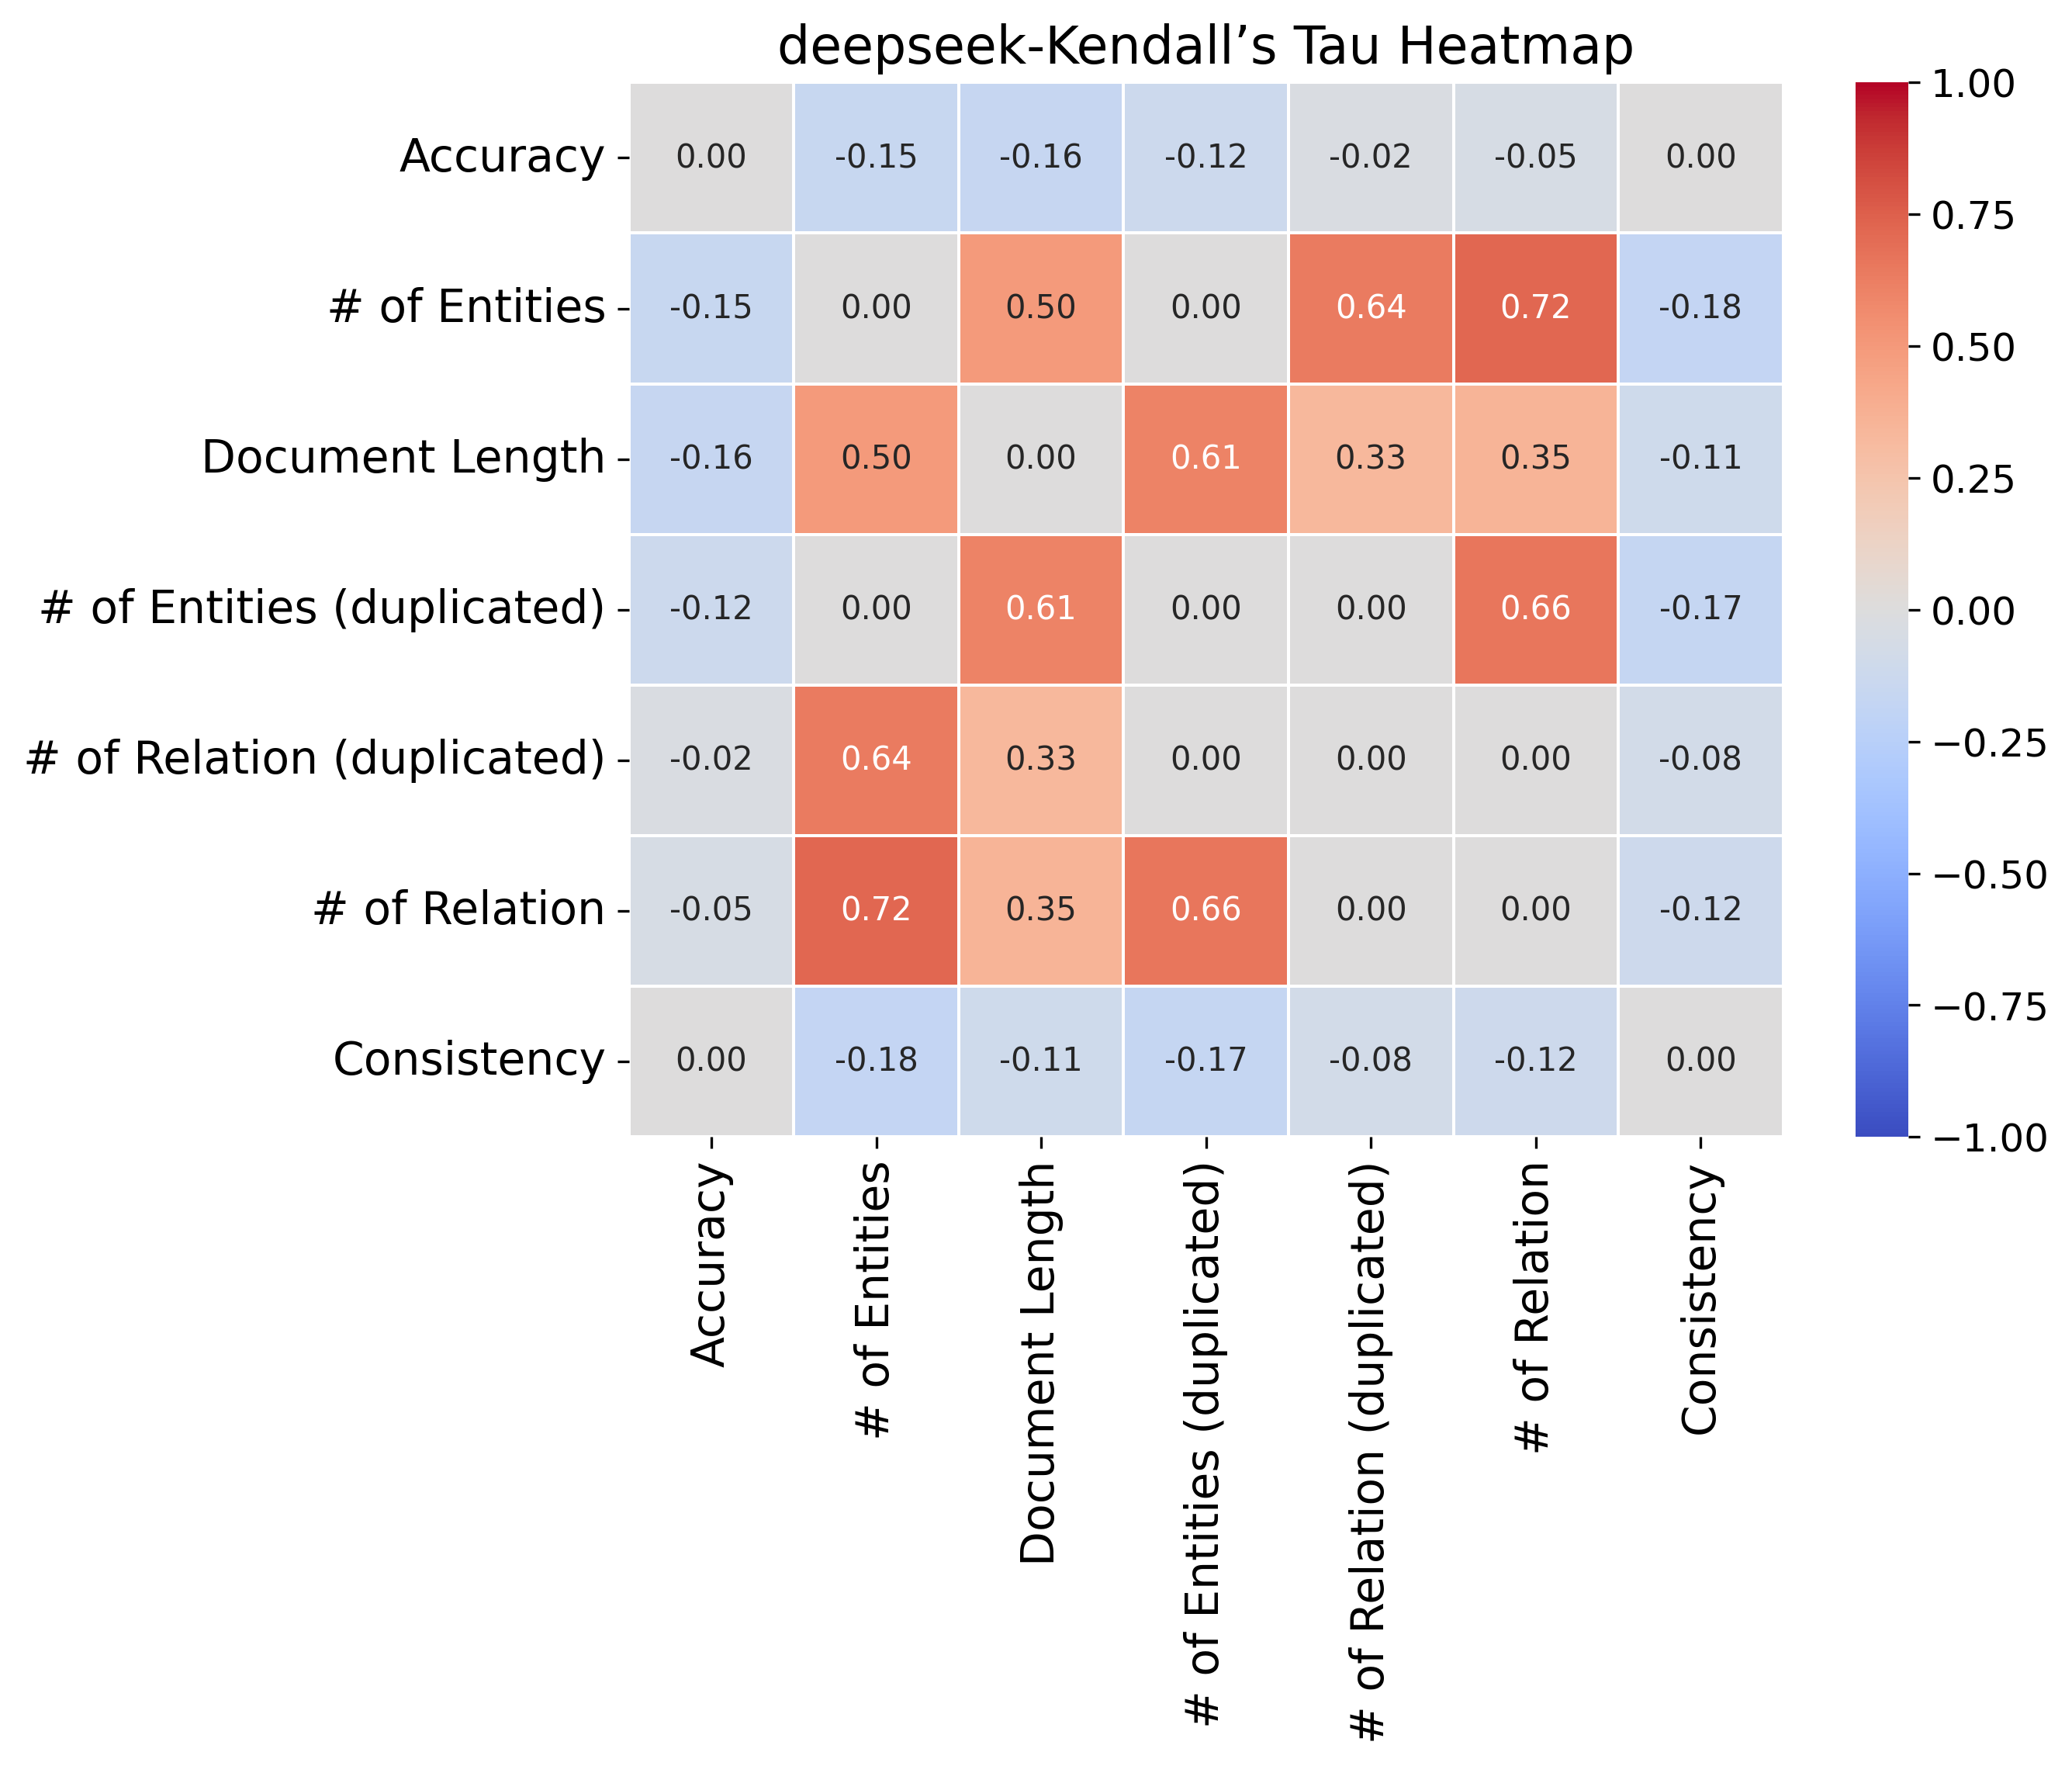 deepseek-Kendall’s Tau Heatmap
Accuracy 0.00 -0.15 -0.16 -0.12 -0.02 -0.05 0.00
# of Entities -0.15 0.00 0.50 0.00 0.64 0.72 -0.18
Document Length -0.16 0.50 0.00 0.61 0.33 0.35 -0.11
# of Entities (duplicated) -0.12 0.00 0.61 0.00 0.00 0.66 -0.17
# of Relation (duplicated) -0.02 0.64 0.33 0.00 0.00 0.00 -0.08
# of Relation -0.05 0.72 0.35 0.66 0.00 0.00 -0.12
Consistency 0.00 -0.18 -0.11 -0.17 -0.08 -0.12 0.00
Accuracy
# of Entities
Document Length
# of Entities (duplicated)
# of Relation (duplicated)
# of Relation
Consistency
1.00
0.75
0.50
0.25
0.00
−0.25
−0.50
−0.75
−1.00